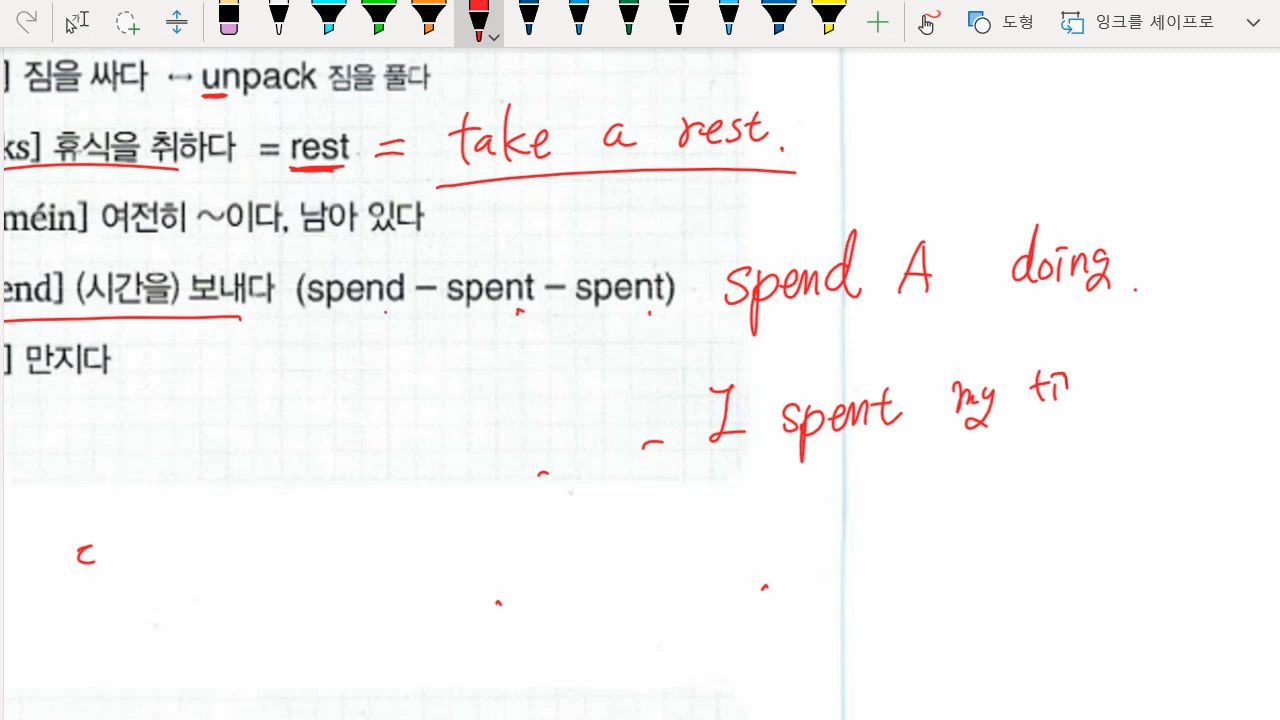 도형 잉크를 셰이프로
] 짐을 싸다 ↔ unpack 짐을 풀다
ks] 휴식을 취하다 = rest = take a rest.
méin] 여전히 ~이다, 남아 있다
end] (시간을) 보내다 (spend – spent – spent) spend A doing.
] 만지다
I spent my ti